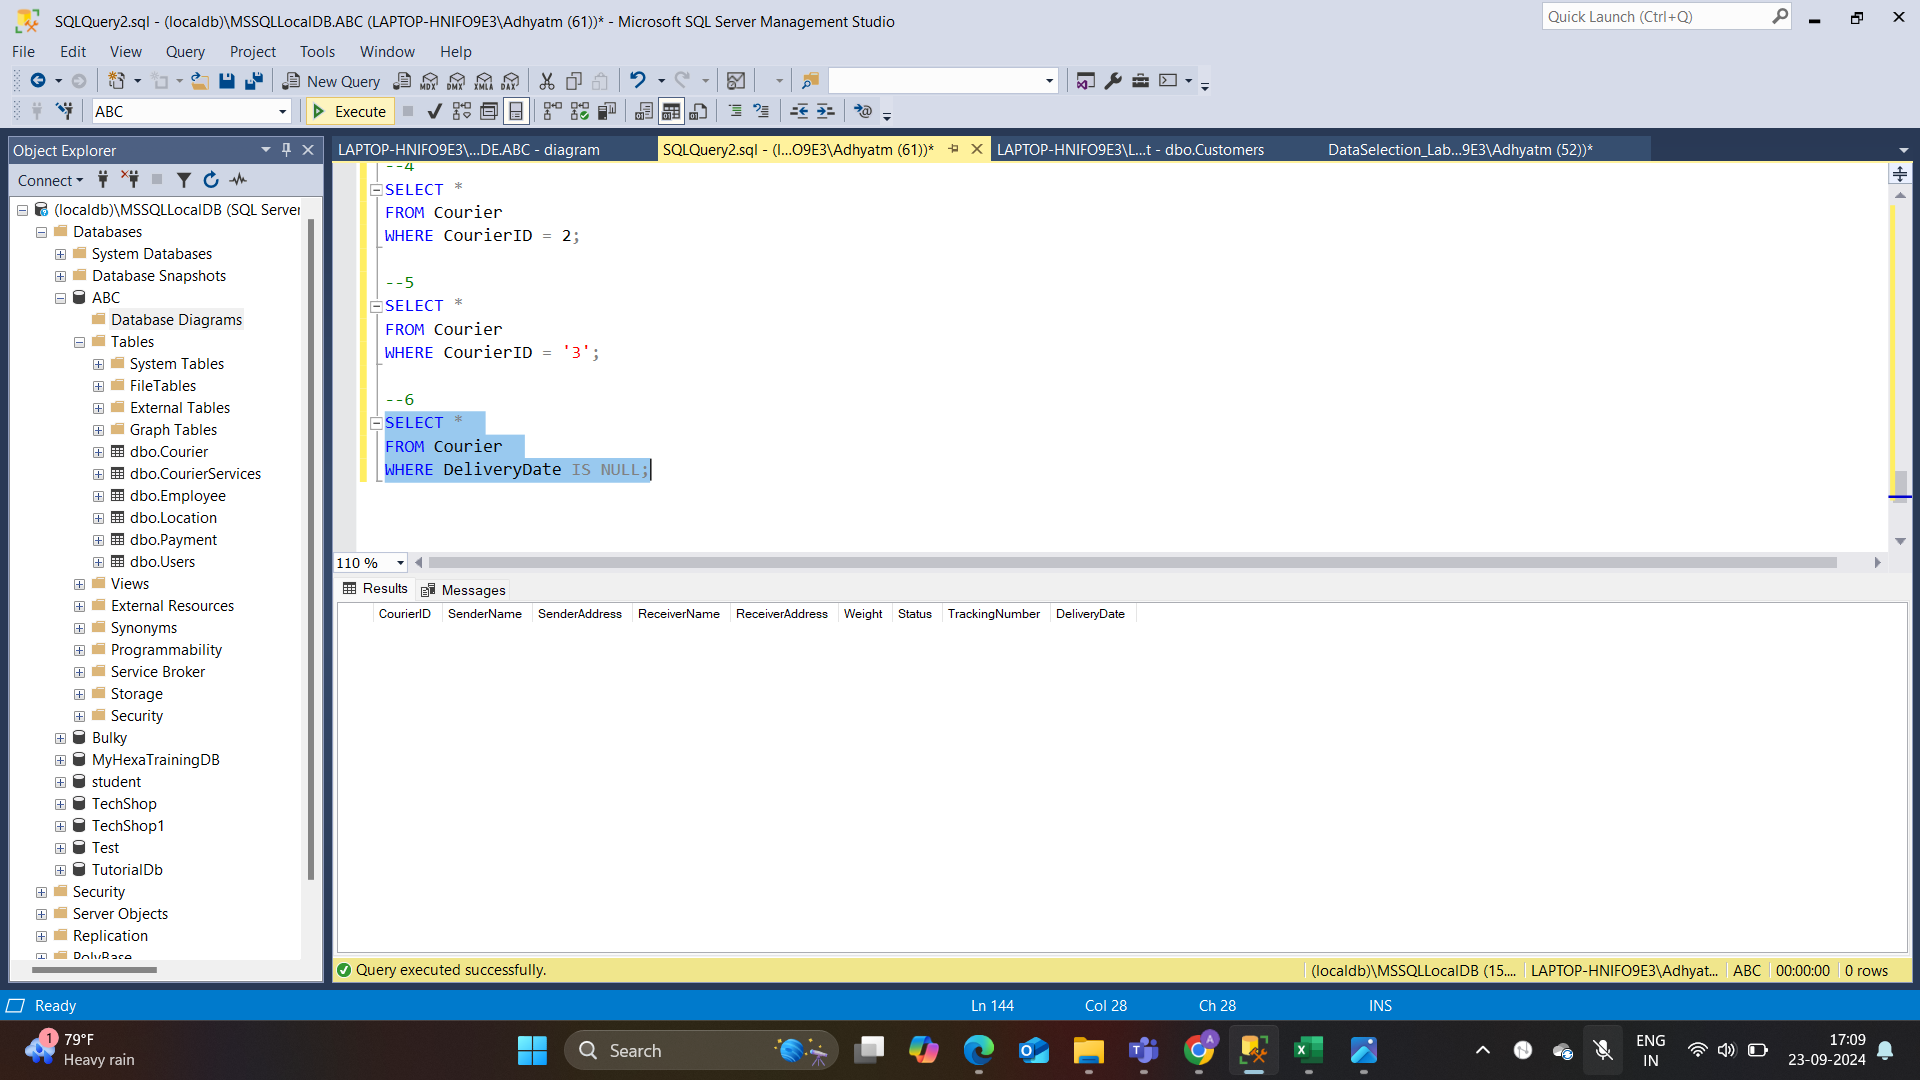 SQLQuery2.sql - (localdb)\MSSQLLocalDB.ABC (LAPTOP-HNIFO9E3\Adhyatm (61))* - Microsoft SQL Server Management Studio
Quick Launch (Ctrl+Q)
File Edit View Query Project Tools Window Help
New Query MDX DMX XMLA DAX
ABC Execute
Object Explorer
LAPTOP-HNIFO9E3\...DE.ABC - diagram
SQLQuery2.sql - (l...O9E3\Adhyatm (61))*
LAPTOP-HNIFO9E3\L...t - dbo.Customers
DataSelection_Lab...9E3\Adhyatm (52))*
Connect
(localdb)\MSSQLLocalDB (SQL Server
Databases
System Databases
Database Snapshots
ABC
Database Diagrams
Tables
System Tables
FileTables
External Tables
Graph Tables
dbo.Courier
dbo.CourierServices
dbo.Employee
dbo.Location
dbo.Payment
dbo.Users
Views
External Resources
Synonyms
Programmability
Service Broker
Storage
Security
Bulky
MyHexaTrainingDB
student
TechShop
TechShop1
Test
TutorialDb
Security
Server Objects
Replication
PolyBase
--4
SELECT *
FROM Courier
WHERE CourierID = 2;
--5
SELECT *
FROM Courier
WHERE CourierID = '3';
--6
SELECT *
FROM Courier
WHERE DeliveryDate IS NULL;
110 %
Results Messages
CourierID SenderName SenderAddress ReceiverName ReceiverAddress Weight Status TrackingNumber DeliveryDate
Query executed successfully.
(localdb)\MSSQLLocalDB (15.... LAPTOP-HNIFO9E3\Adhyat... ABC 00:00:00 0 rows
Ready Ln 144 Col 28 Ch 28 INS
1
79°F
Heavy rain
Search
A
ENG
IN
17:09
23-09-2024